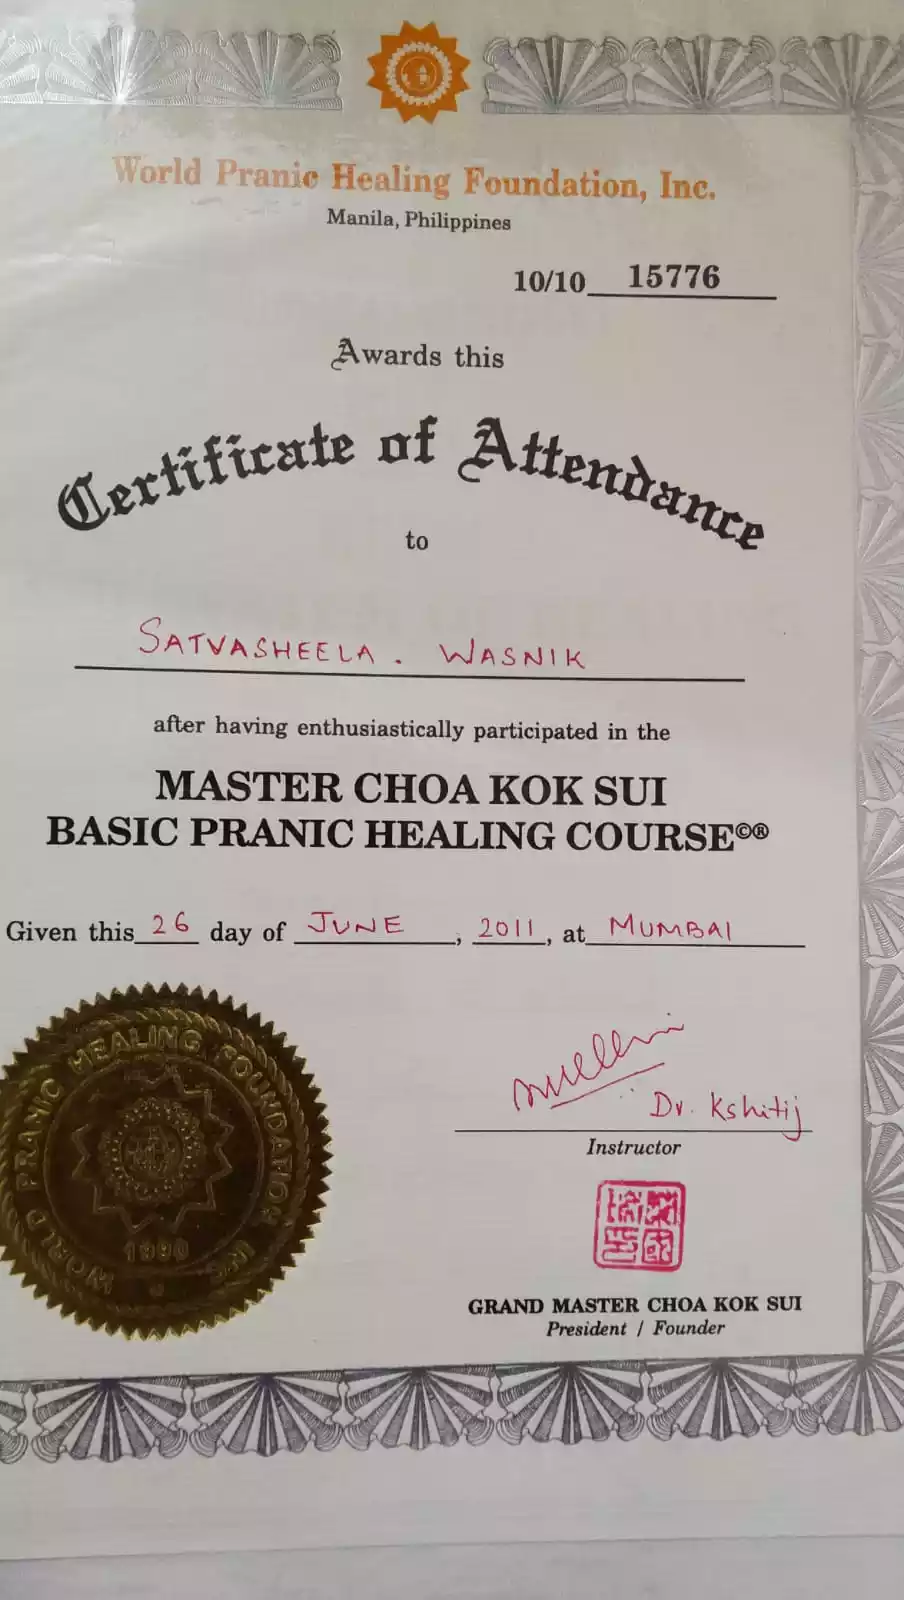 World Pranic Healing Foundation, Inc.
Manila, Philippines
10/10 15776
Awards this
Certificate of Attendance
to
SATVASHEELA. WASNIK
after having enthusiastically participated in the
MASTER CHOA KOK SUI
BASIC PRANIC HEALING COURSE©®
Given this 26 day of JUNE, 2011, at MUMBAI
WORLD PRANIC HEALING FOUNDATION INC
1990
Dr. Kshitij
Instructor
GRAND MASTER CHOA KOK SUI
President / Founder